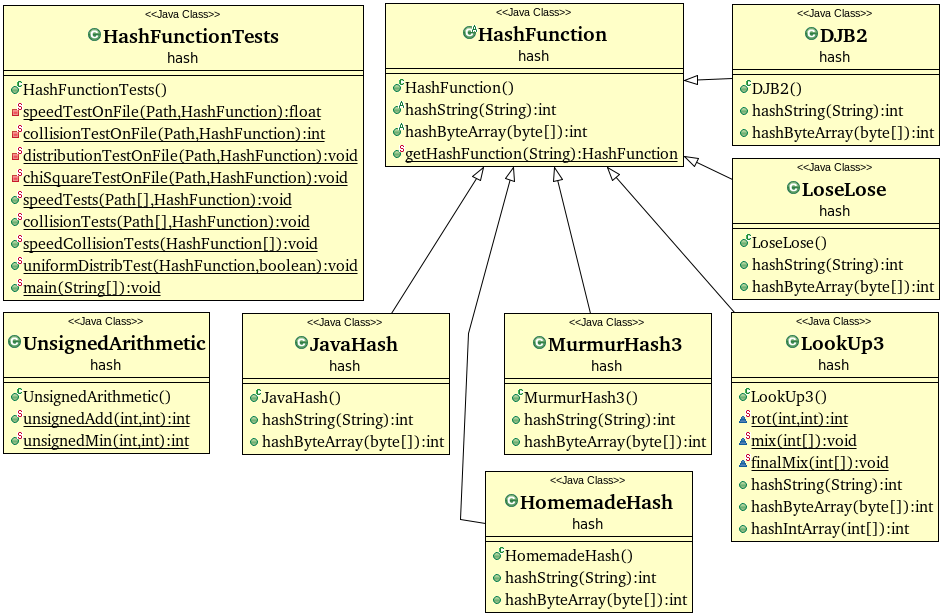 <<Java Class>>
HashFunctionTests
hash
HashFunctionTests()
speedTestOnFile(Path,HashFunction):float
collisionTestOnFile(Path,HashFunction):int
distributionTestOnFile(Path,HashFunction):void
chiSquareTestOnFile(Path,HashFunction):void
speedTests(Path[],HashFunction):void
collisionTests(Path[],HashFunction):void
speedCollisionTests(HashFunction[]):void
uniformDistribTest(HashFunction,boolean):void
main(String[]):void
<<Java Class>>
HashFunction
hash
HashFunction()
hashString(String):int
hashByteArray(byte[]):int
getHashFunction(String):HashFunction
<<Java Class>>
DJB2
hash
DJB2()
hashString(String):int
hashByteArray(byte[]):int
<<Java Class>>
LoseLose
hash
LoseLose()
hashString(String):int
hashByteArray(byte[]):int
<<Java Class>>
UnsignedArithmetic
hash
UnsignedArithmetic()
unsignedAdd(int,int):int
unsignedMin(int,int):int
<<Java Class>>
JavaHash
hash
JavaHash()
hashString(String):int
hashByteArray(byte[]):int
<<Java Class>>
MurmurHash3
hash
MurmurHash3()
hashString(String):int
hashByteArray(byte[]):int
<<Java Class>>
LookUp3
hash
LookUp3()
rot(int,int):int
mix(int[]):void
finalMix(int[]):void
hashString(String):int
hashByteArray(byte[]):int
hashIntArray(int[]):int
<<Java Class>>
HomemadeHash
hash
HomemadeHash()
hashString(String):int
hashByteArray(byte[]):int